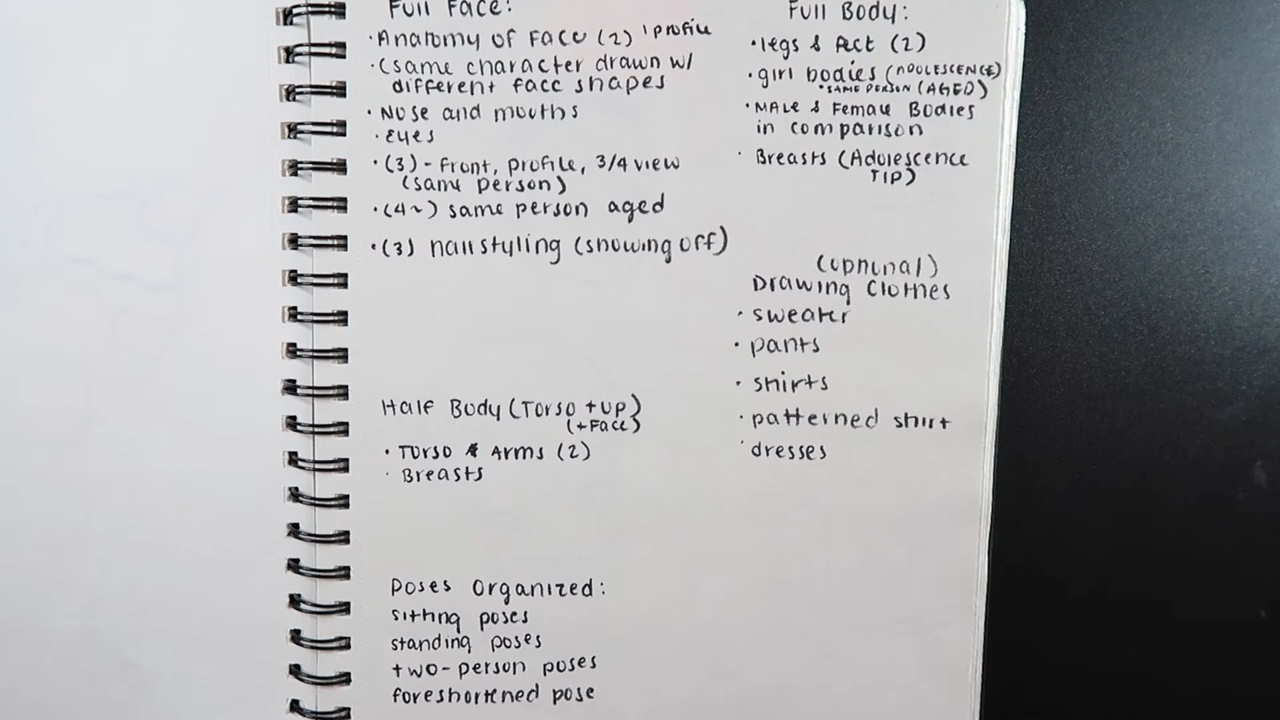 Full Face:
· Anatomy of Face (2) 1 profile
· (same character drawn w/
different face shapes
· Nose and mouths
· Eyes
· (3) - front, profile, 3/4 view
(same person)
· (4~) same person aged
· (3) hairstyling (showing off)
Half Body (Torso + up)
(+Face)
· Torso & Arms (2)
· Breasts
Poses Organized:
sitting poses
standing poses
two-person poses
foreshortened pose
Full Body:
· legs & feet (2)
· girl bodies (ADOLESCENCE)
· SAME PERSON (AGED)
· MALE & Female Bodies
in comparison
· Breasts (Adolescence
TIP)
(optional)
Drawing Clothes
· sweater
· pants
· shirts
· patterned shirt
· dresses